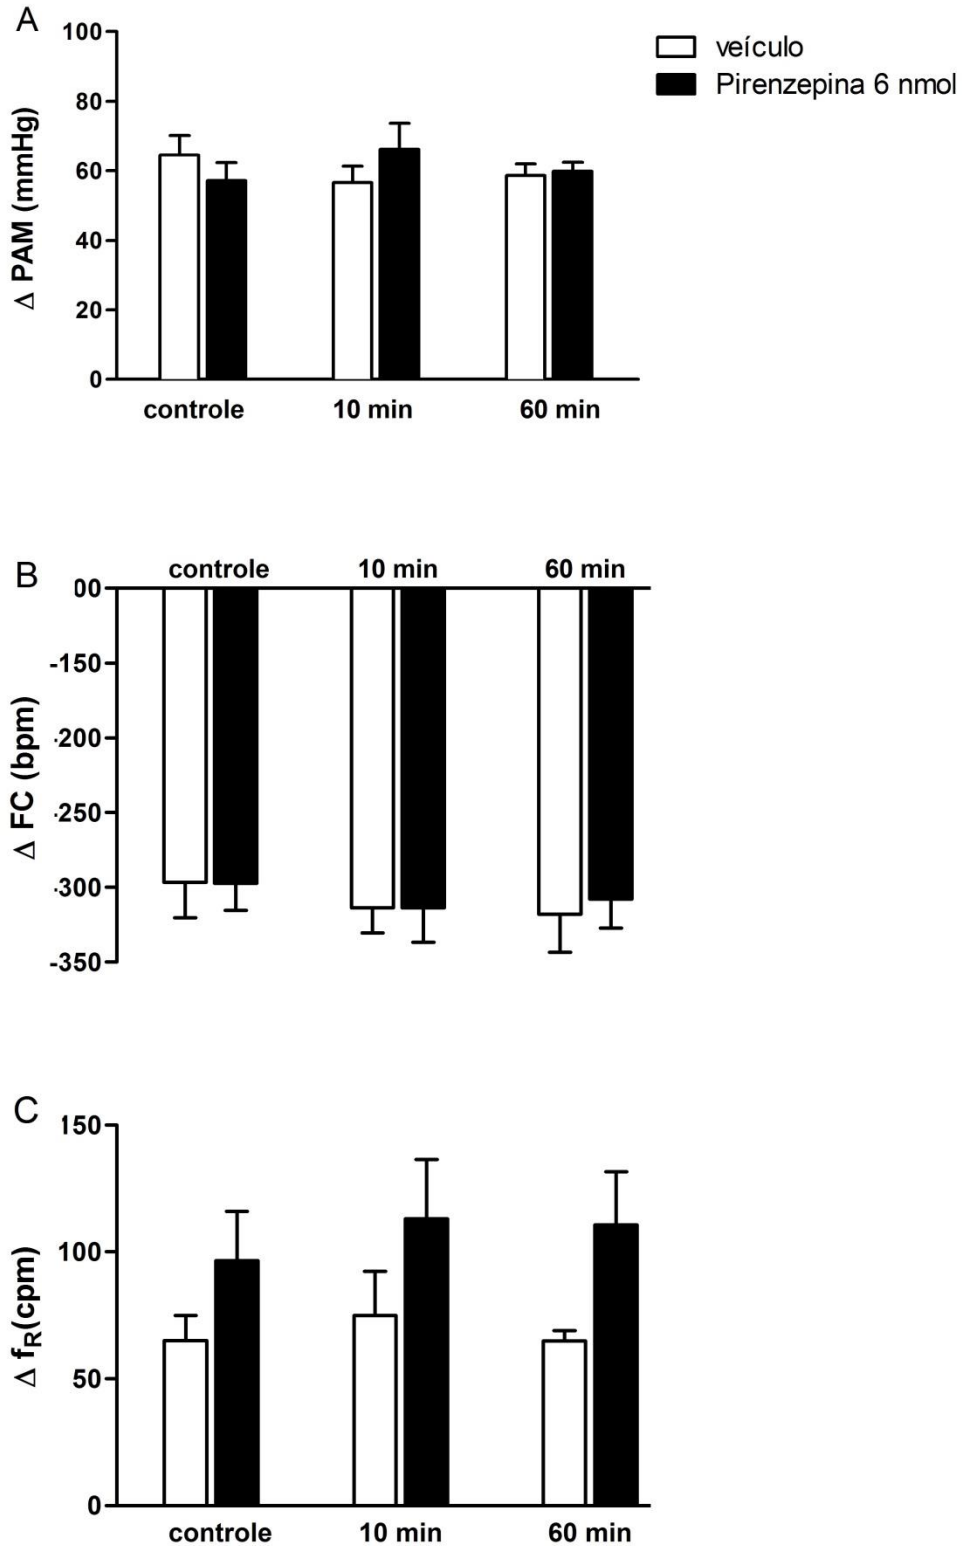 A
100
80
60
40
20
0
Δ PAM (mmHg)
controle 10 min 60 min
veículo
Pirenzepina 6 nmol
B
controle 10 min 60 min
00
-150
-200
-250
-300
-350
Δ FC (bpm)
C
150
100
50
0
Δ fR(cpm)
controle 10 min 60 min